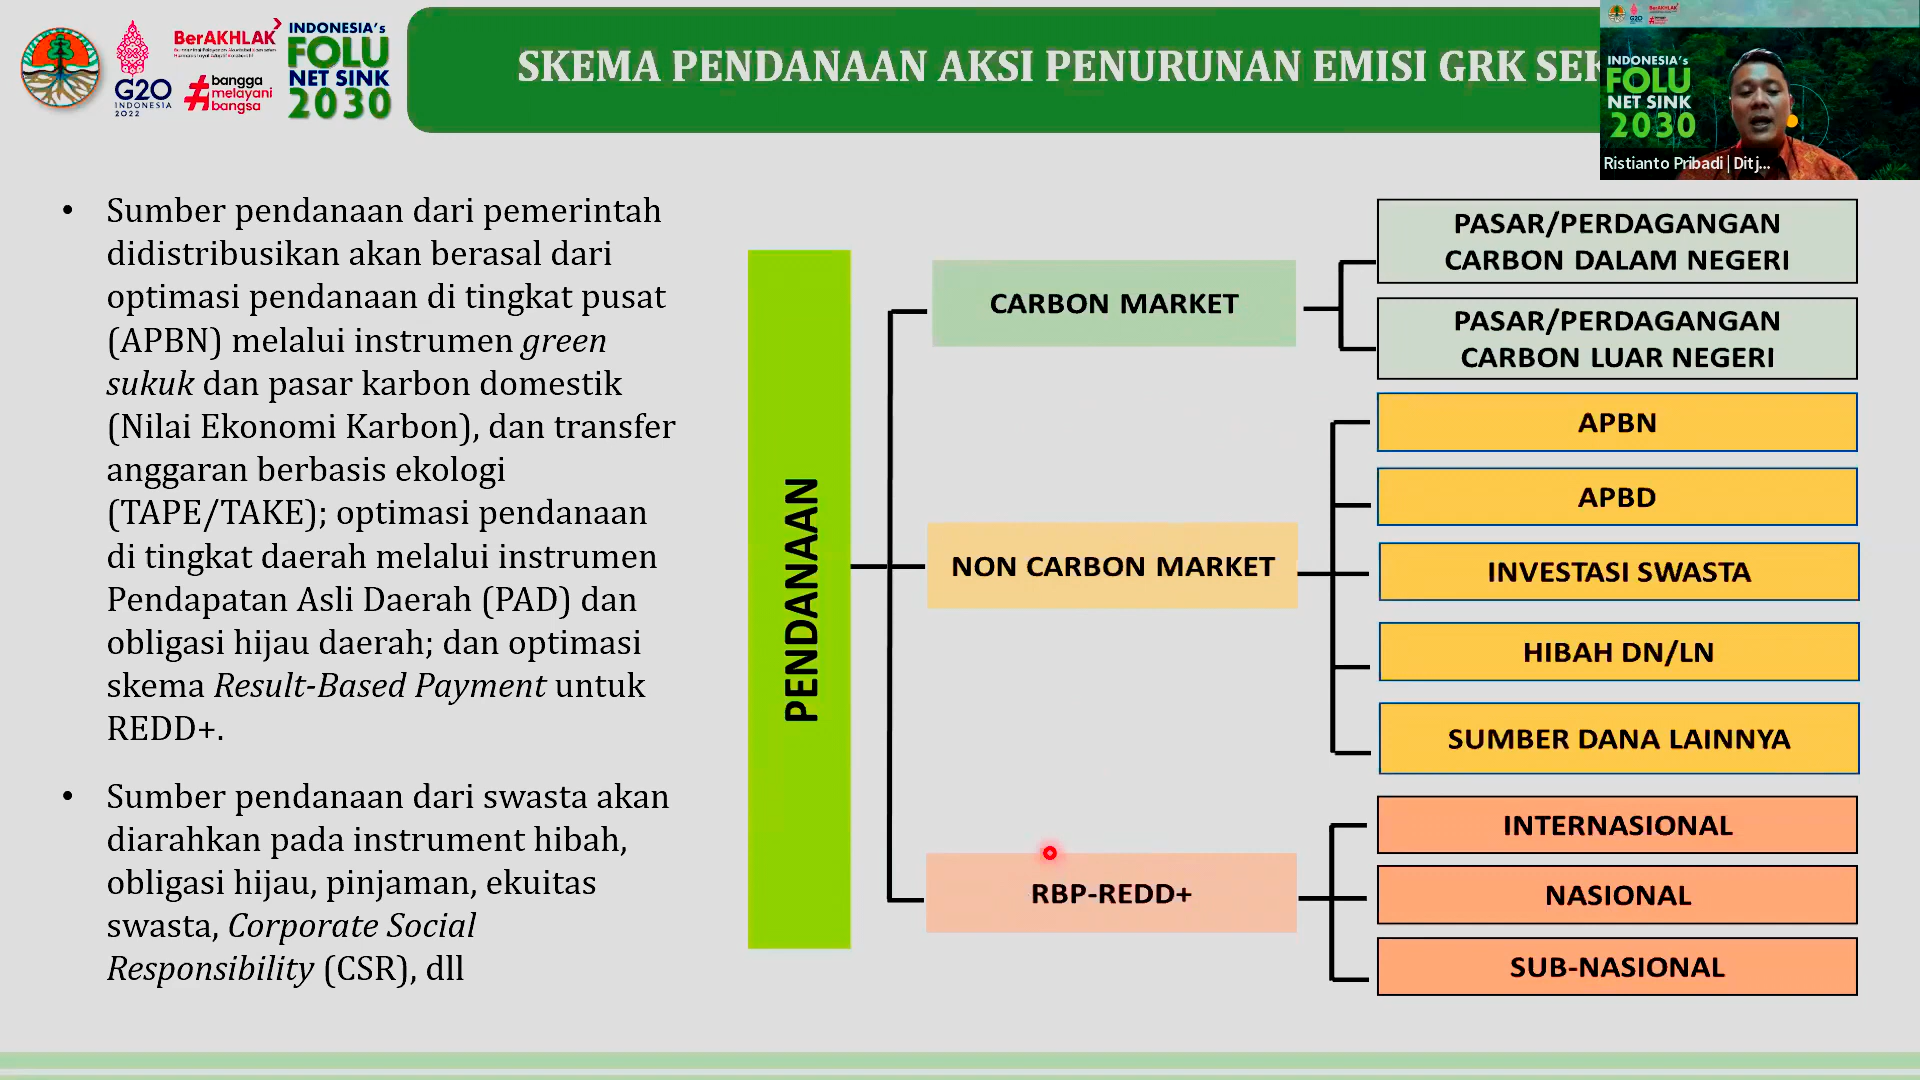 BerAKHLAK
G20
INDONESIA
2022
#bangga
melayani
bangsa
INDONESIA's
FOLU
NET SINK
2030
SKEMA PENDANAAN AKSI PENURUNAN EMISI GRK
INDONESIA's
FOLU
NET SINK
2030
Ristianto Pribadi | Ditj...
• Sumber pendanaan dari pemerintah
didistribusikan akan berasal dari
optimasi pendanaan di tingkat pusat
(APBN) melalui instrumen green
sukuk dan pasar karbon domestik
(Nilai Ekonomi Karbon), dan transfer
anggaran berbasis ekologi
(TAPE/TAKE); optimasi pendanaan
di tingkat daerah melalui instrumen
Pendapatan Asli Daerah (PAD) dan
obligasi hijau daerah; dan optimasi
skema Result-Based Payment untuk
REDD+.
• Sumber pendanaan dari swasta akan
diarahkan pada instrument hibah,
obligasi hijau, pinjaman, ekuitas
swasta, Corporate Social
Responsibility (CSR), dll
PENDANAAN
CARBON MARKET
PASAR/PERDAGANGAN
CARBON DALAM NEGERI
PASAR/PERDAGANGAN
CARBON LUAR NEGERI
NON CARBON MARKET
APBN
APBD
INVESTASI SWASTA
HIBAH DN/LN
SUMBER DANA LAINNYA
RBP-REDD+
INTERNASIONAL
NASIONAL
SUB-NASIONAL